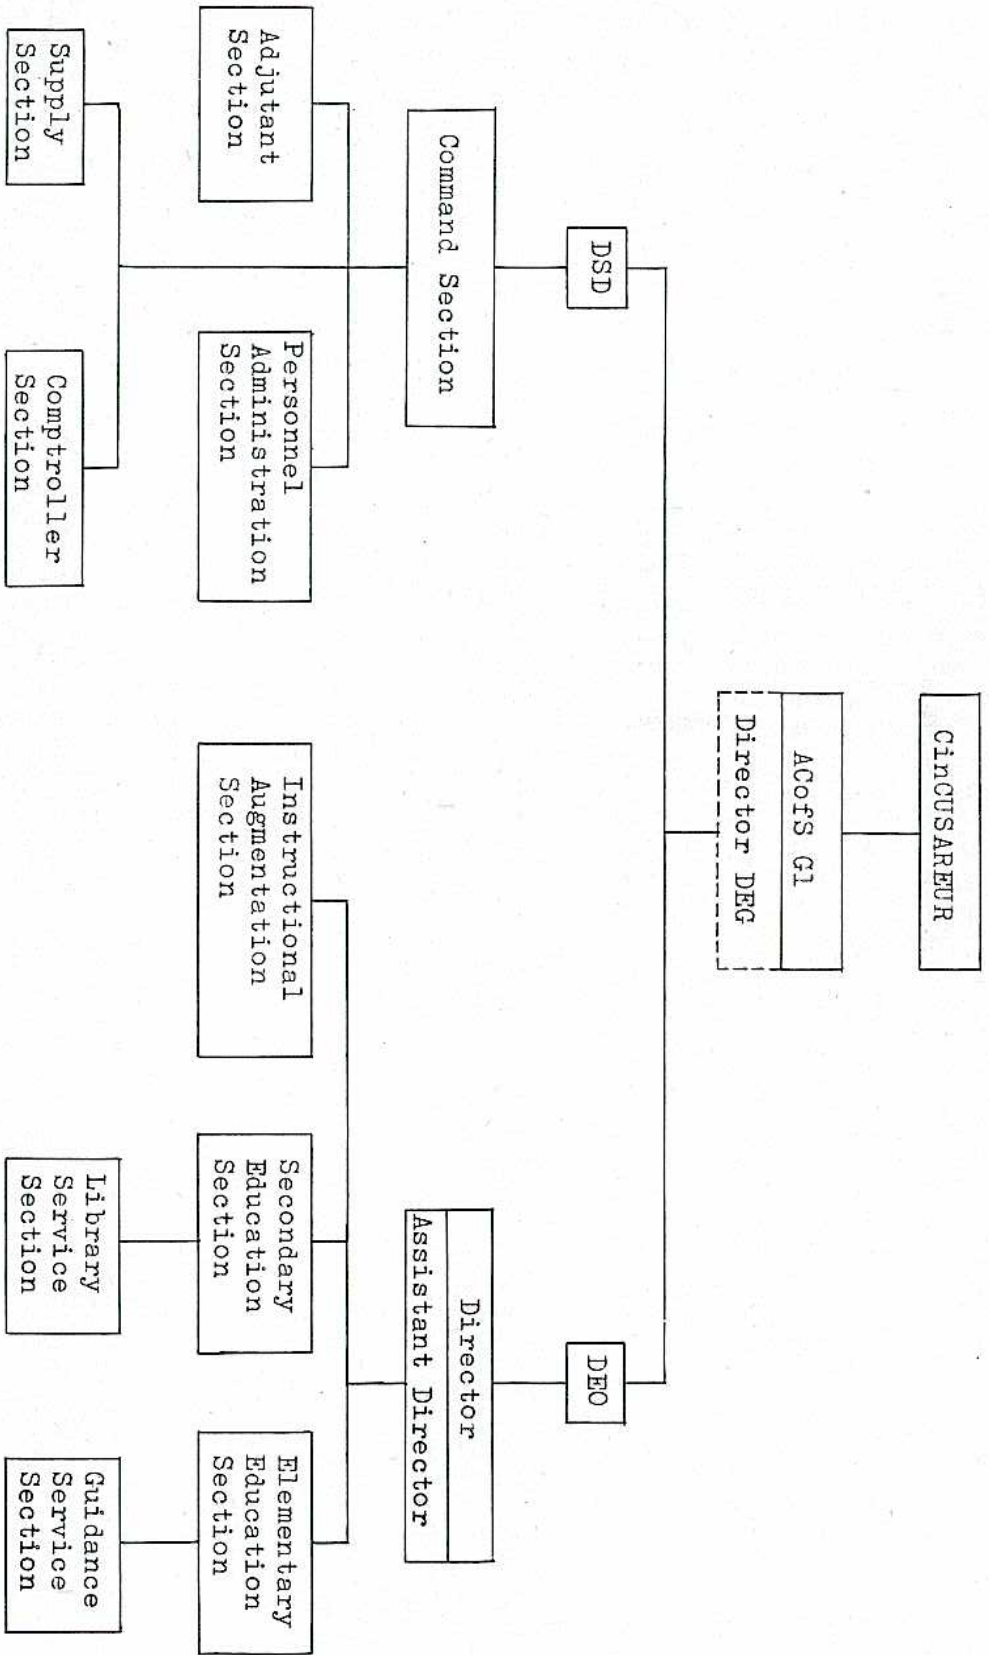 CinCUSAREUR
ACofS G1
Director DEG
DSD
DEO
Command Section
Director
Assistant Director
Adjutant
Section
Personnel
Administration
Section
Instructional
Augmentation
Section
Secondary
Education
Section
Elementary
Education
Section
Supply
Section
Comptroller
Section
Library
Service
Section
Guidance
Service
Section